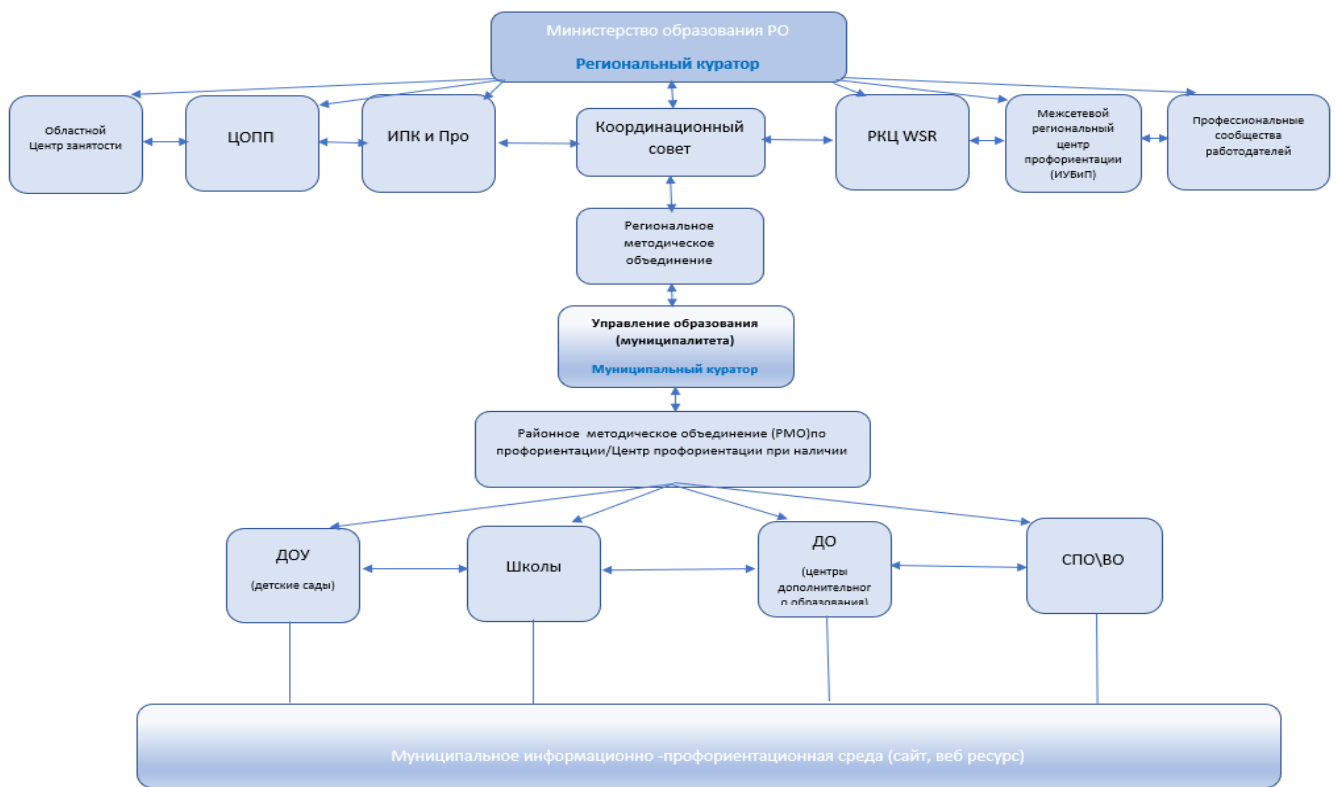 Министерство образования РО
Региональный куратор
Областной
Центр занятости
ЦОПП
ИПК и Про
Координационный
совет
РКЦ WSR
Межсетевой
региональный
центр
профориентации
(ИУБиП)
Профессиональные
сообщества
работодателей
Региональное
методическое
объединение
Управление образования
(муниципалитета)
Муниципальный куратор
Районное методическое объединение (РМО)по
профориентации/Центр профориентации при наличии
ДОУ
(детские сады)
Школы
ДО
(центры
дополнительног
о образования)
СПО\ВО
Муниципальное информационно -профориентационная среда (сайт, веб ресурс)